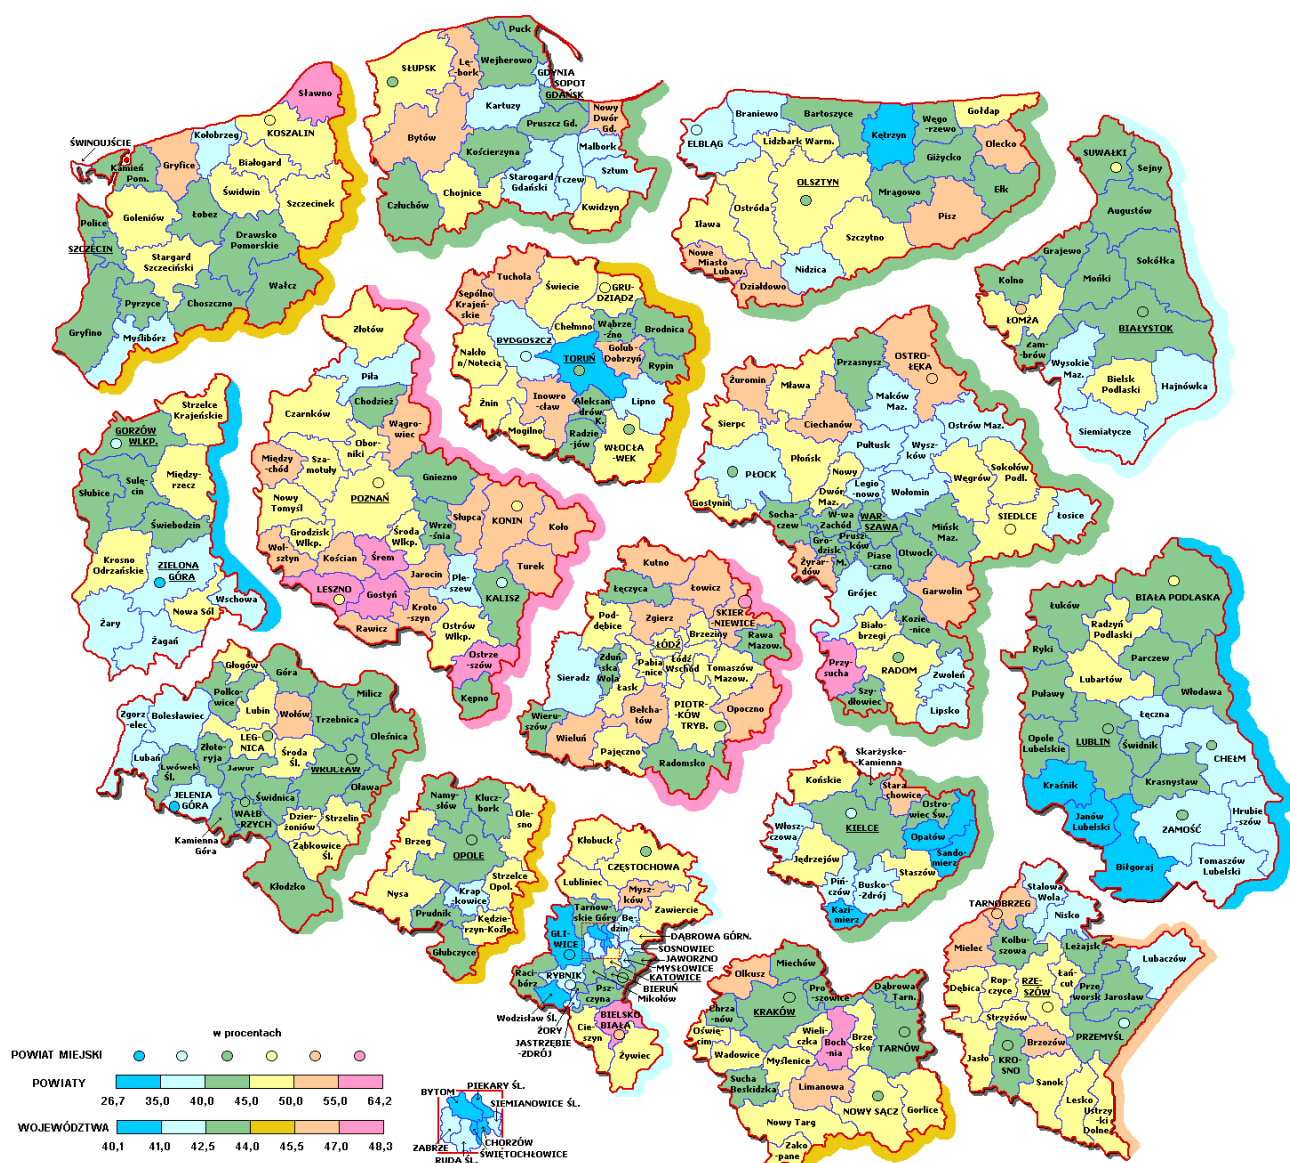 Puck
SŁUPSK
Lę-
bork
Wejherowo
GDYNIA
SOPOT
GDAŃSK
Kartuzy
Pruszcz Gd.
Nowy
Dwór
Gd.
Bytów
Kościerzyna
Malbork
Starogard
Gdański
Tczew
Sztum
Człuchów
Chojnice
Kwidzyn
Sławno
KOSZALIN
Kołobrzeg
ŚWINOUJŚCIE
Kamień
Pom.
Gryfice
Białogard
Świdwin
Szczecinek
Goleniów
Łobez
Police
SZCZECIN
Drawsko
Pomorskie
Stargard
Szczeciński
Wałcz
Pyrzyce
Choszczno
Gryfino
Myślibórz
Braniewo
ELBLĄG
Bartoszyce
Lidzbark Warm.
Kętrzyn
Węgo
-rzewo
Gołdap
Olecko
Giżycko
OLSZTYN
Mrągowo
Ełk
Ostróda
Iława
Pisz
Szczytno
Nowe
Miasto
Lubaw.
Nidzica
Działdowo
SUWAŁKI
Sejny
Augustów
Grajewo
Sokółka
Kolno
Mońki
ŁOMŻA
BIAŁYSTOK
Zam-
brów
Wysokie
Maz.
Bielsk
Podlaski
Hajnówka
Siemiatycze
Tuchola
Sępólno
Krajeń-
skie
Świecie
GRU-
DZIĄDZ
Chełmno
Wąbrze-
źno
Brodnica
BYDGOSZCZ
Nakło
n/Notecią
TORUŃ
Golub-
Dobrzyń
Rypin
Żnin
Inowro
-cław
Aleksan
drów
K.
Lipno
Mogilno
Radzie-
jów
WŁOCŁA
-WEK
Złotów
Piła
Chodzież
Czarnków
Wągro-
wiec
Obor-
niki
Między
-chód
Sza-
motuły
Gniezno
POZNAŃ
Nowy
Tomyśl
Słupca
KONIN
Koło
Grodzisk
Wlkp.
Środa
Wlkp.
Wrze-
śnia
Wol-
sztyn
Kościan
Śrem
Turek
Jarocin
Ple-
szew
LESZNO
Gostyń
KALISZ
Kroto-
szyn
Rawicz
Ostrów
Wlkp.
Ostrze-
szów
Kępno
Strzelce
Krajeńskie
GORZÓW
WLKP.
Między-
rzecz
Słubice
Sulę-
cin
Świebodzin
Krosno
Odrzańskie
ZIELONA
GÓRA
Nowa Sól
Wschowa
Żary
Żagań
OSTRO-
ŁĘKA
Przasnysz
Żuromin
Mława
Maków
Maz.
Ciechanów
Sierpc
Ostrów Maz.
Pułtusk
Wysz-
ków
PŁOCK
Płońsk
Nowy
Dwór
Maz.
Legio
-nowo
Wołomin
Węgrów
Sokołów
Podl.
Gostynin
Socha-
czew
W-wa
Zachód
WAR-
SZAWA
Mińsk
Maz.
SIEDLCE
Łosice
Gro-
dzisk
M.
Prusz-
ków
Piase
-czno
Otwock
Żyrar-
dów
Grójec
Garwolin
Biało-
brzegi
Kozie-
nice
Przy-
sucha
RADOM
Zwoleń
Szy-
dłowiec
Lipsko
Kutno
Łęczyca
Łowicz
Pod
dębice
Zgierz
SKIER
NIEWICE
Brzeziny
ŁÓDŹ
Rawa
Mazow.
Sieradz
Zduń
ska
Wola
Pabia
nice
Łódź
Wschód
Tomaszów
Mazow.
Łask
Wieru-
szów
Bełcha-
tów
PIOTR-
KÓW
TRYB.
Opoczno
Wieluń
Pajęczno
Radomsko
BIAŁA PODLASKA
Łuków
Radzyń
Podlaski
Ryki
Parczew
Puławy
Lubartów
Włodawa
Łęczna
Opole
Lubelskie
LUBLIN
Świdnik
CHEŁM
Kraśnik
Krasnystaw
Janów
Lubelski
ZAMOŚĆ
Hrubie
-szów
Biłgoraj
Tomaszów
Lubelski
Głogów
Góra
Polko-
wice
Milicz
Zgorz
-elec
Bolesławiec
Lubin
Wołów
Trzebnica
Oleśnica
Lubań
Złoto-
ryja
LEG-
NICA
Środa
Śl.
WROCŁAW
Lwówek
Śl.
Jawor
Oława
JELENIA
GÓRA
Świdnica
WAŁB
-RZYCH
Strzelin
Dzier-
żoniów
Kamienna
Góra
Ząbkowice
Śl.
Kłodzko
Namy-
słów
Klucz-
bork
Ole-
sno
Brzeg
OPOLE
Strzelce
Opol.
Nysa
Krap
-kowice
Prudnik
Kędzie-
rzyn-Koźle
Głubczyce
Skarżysko-
Kamienna
Końskie
Stara
chowice
Ostro-
wiec Św.
KIELCE
Włosz-
czowa
Opatów
Jędrzejów
Sando-
mierz
Staszów
Piń-
czów
Busko-
Zdrój
Kazi-
mierz
Kłobuck
CZĘSTOCHOWA
Lubliniec
Mysz-
ków
Zawiercie
Tarnow-
skie Góry
Bę-
dzin
GLI-
WICE
DĄBROWA GÓRN.
SOSNOWIEC
JAWORZNO
MYSŁOWICE
KATOWICE
BIERUŃ
Mikołów
Raci-
bórz
RYBNIK
Psz-
czyna
Wodzisław Śl.
ŻORY
JASTRZĘBIE
-ZDRÓJ
BIELSKO
BIAŁA
Cie-
szyn
Żywiec
Olkusz
Miechów
Chrza-
nów
Pro-
szowice
Dąbrowa
Tarn.
KRAKÓW
Oświę-
cim
Wadowice
Wieli-
czka
Boch-
nia
Brze-
sko
TARNÓW
Myślenice
Sucha
Beskidzka
Limanowa
NOWY SĄCZ
Gorlice
Nowy Targ
Zako-
pane
Stalowa
Wola
TARNOBRZEG
Nisko
Mielec
Kolbu-
szowa
Leżajsk
Lubaczów
Dębica
Rop-
czyce
RZE-
SZÓW
Łań-
cut
Prze
worsk
Jarosław
Strzyżów
PRZEMYŚL
Jasło
KRO-
SNO
Brzozów
Sanok
Lesko
Ustrzy-
ki
Dolne
w procentach
POWIAT MIEJSKI
POWIATY
26,7 35,0 40,0 45,0 50,0 55,0 64,2
WOJEWÓDZTWA
40,1 41,0 42,5 44,0 45,5 47,0 48,3
BYTOM
PIEKARY ŚL.
SIEMIANOWICE ŚL.
CHORZÓW
ZABRZE
ŚWIĘTOCHŁOWICE
RUDA ŚL.